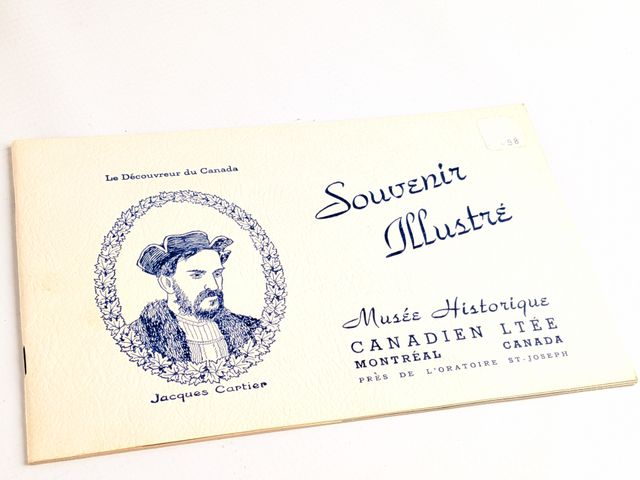 Le Découvreur du Canada
Jacques Cartier
Souvenir
Illustré
Musée Historique
CANADIEN LTÉE
MONTRÉAL CANADA
PRÈS DE L'ORATOIRE ST-JOSEPH
.98